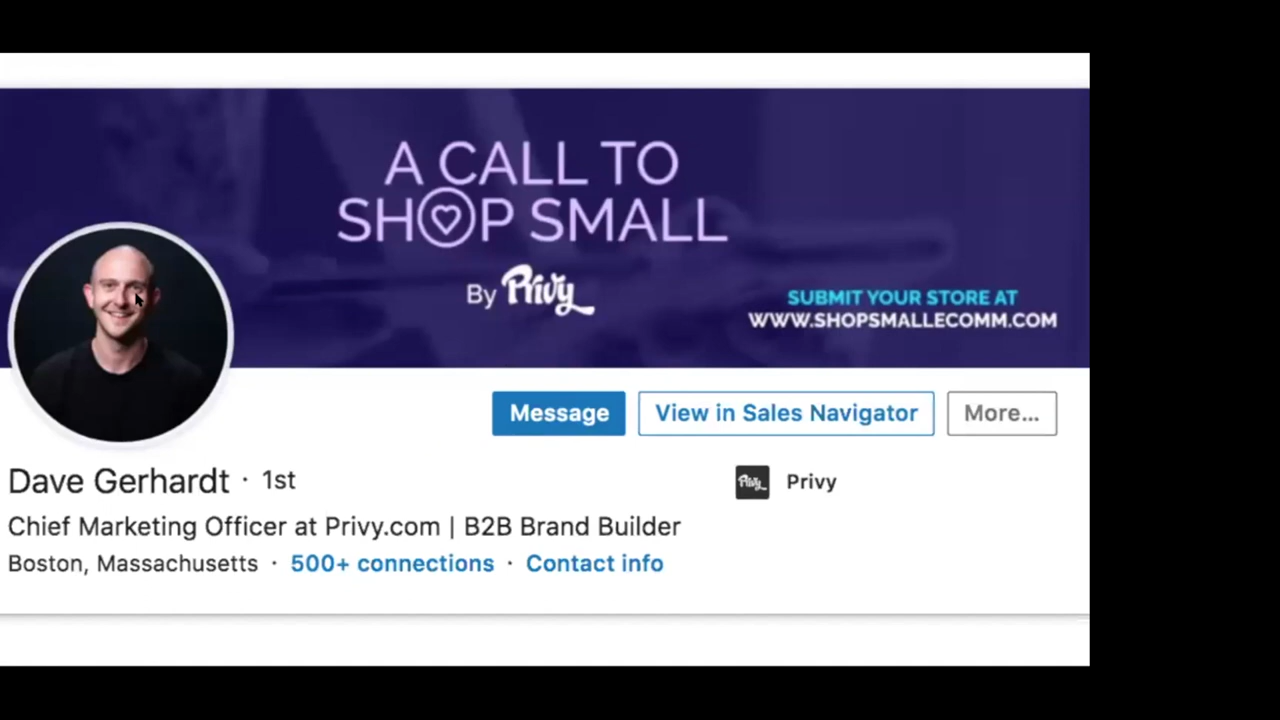 A CALL TO
SHOP SMALL
By Privy
SUBMIT YOUR STORE AT
WWW.SHOPSMALLECOMM.COM
Message
View in Sales Navigator
More...
Dave Gerhardt · 1st
Privy Privy
Chief Marketing Officer at Privy.com | B2B Brand Builder
Boston, Massachusetts · 500+ connections · Contact info